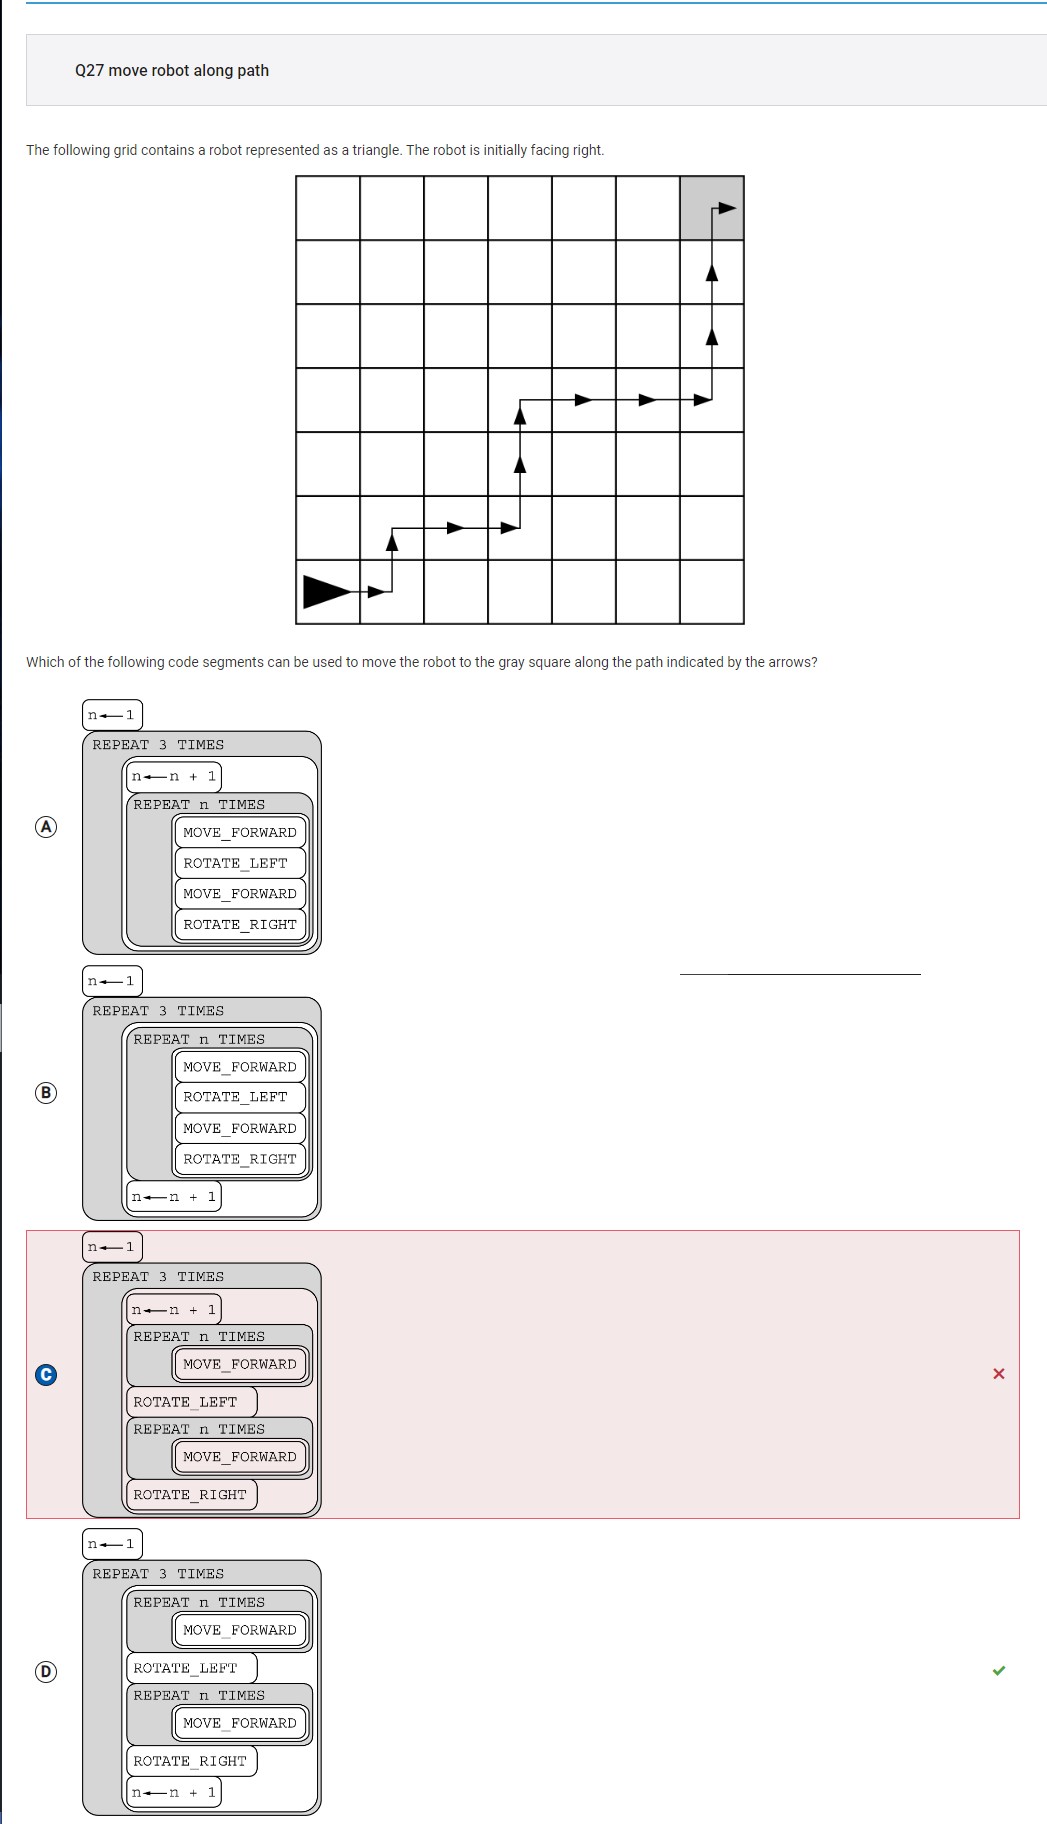 Q27 move robot along path
The following grid contains a robot represented as a triangle. The robot is initially facing right.
Which of the following code segments can be used to move the robot to the gray square along the path indicated by the arrows?
A
n ← 1
REPEAT 3 TIMES
n ← n + 1
REPEAT n TIMES
MOVE_FORWARD
ROTATE_LEFT
MOVE_FORWARD
ROTATE_RIGHT
B
n ← 1
REPEAT 3 TIMES
REPEAT n TIMES
MOVE_FORWARD
ROTATE_LEFT
MOVE_FORWARD
ROTATE_RIGHT
n ← n + 1
C
n ← 1
REPEAT 3 TIMES
n ← n + 1
REPEAT n TIMES
MOVE_FORWARD
ROTATE_LEFT
REPEAT n TIMES
MOVE_FORWARD
ROTATE_RIGHT
D
n ← 1
REPEAT 3 TIMES
REPEAT n TIMES
MOVE_FORWARD
ROTATE_LEFT
REPEAT n TIMES
MOVE_FORWARD
ROTATE_RIGHT
n ← n + 1